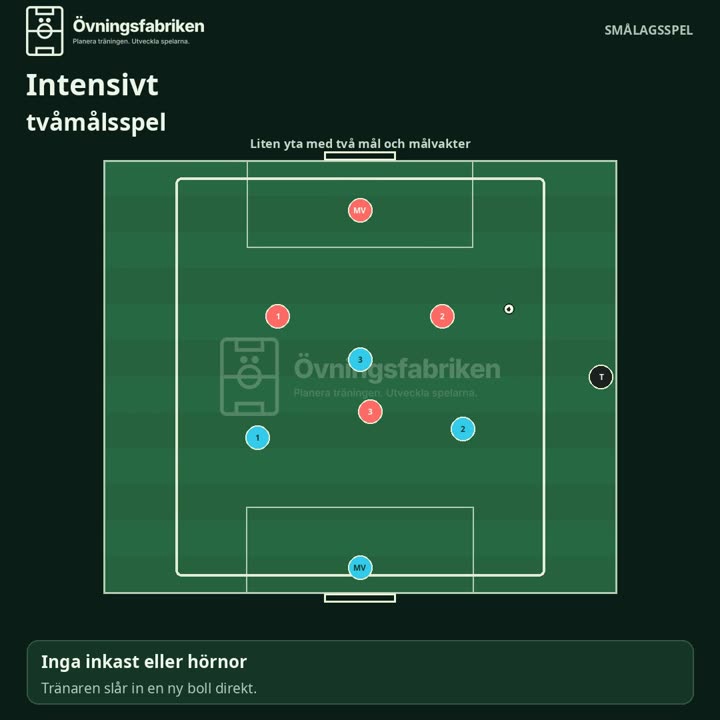 Övningsfabriken
Planera träningen. Utveckla spelarna.
SMÅLAGSSPEL
Intensivt
tvåmålsspel
Liten yta med två mål och målvakter
MV
1
2
3
Övningsfabriken
T
Planera träningen. Utveckla spelarna.
3
2
1
MV
Inga inkast eller hörnor
Tränaren slår in en ny boll direkt.